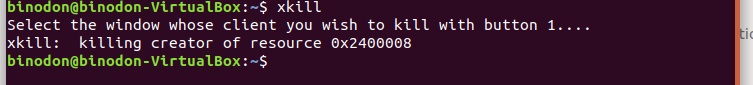 binodon@binodon-VirtualBox:~$ xkill
Select the window whose client you wish to kill with button 1....
xkill:  killing creator of resource 0x2400008
binodon@binodon-VirtualBox:~$